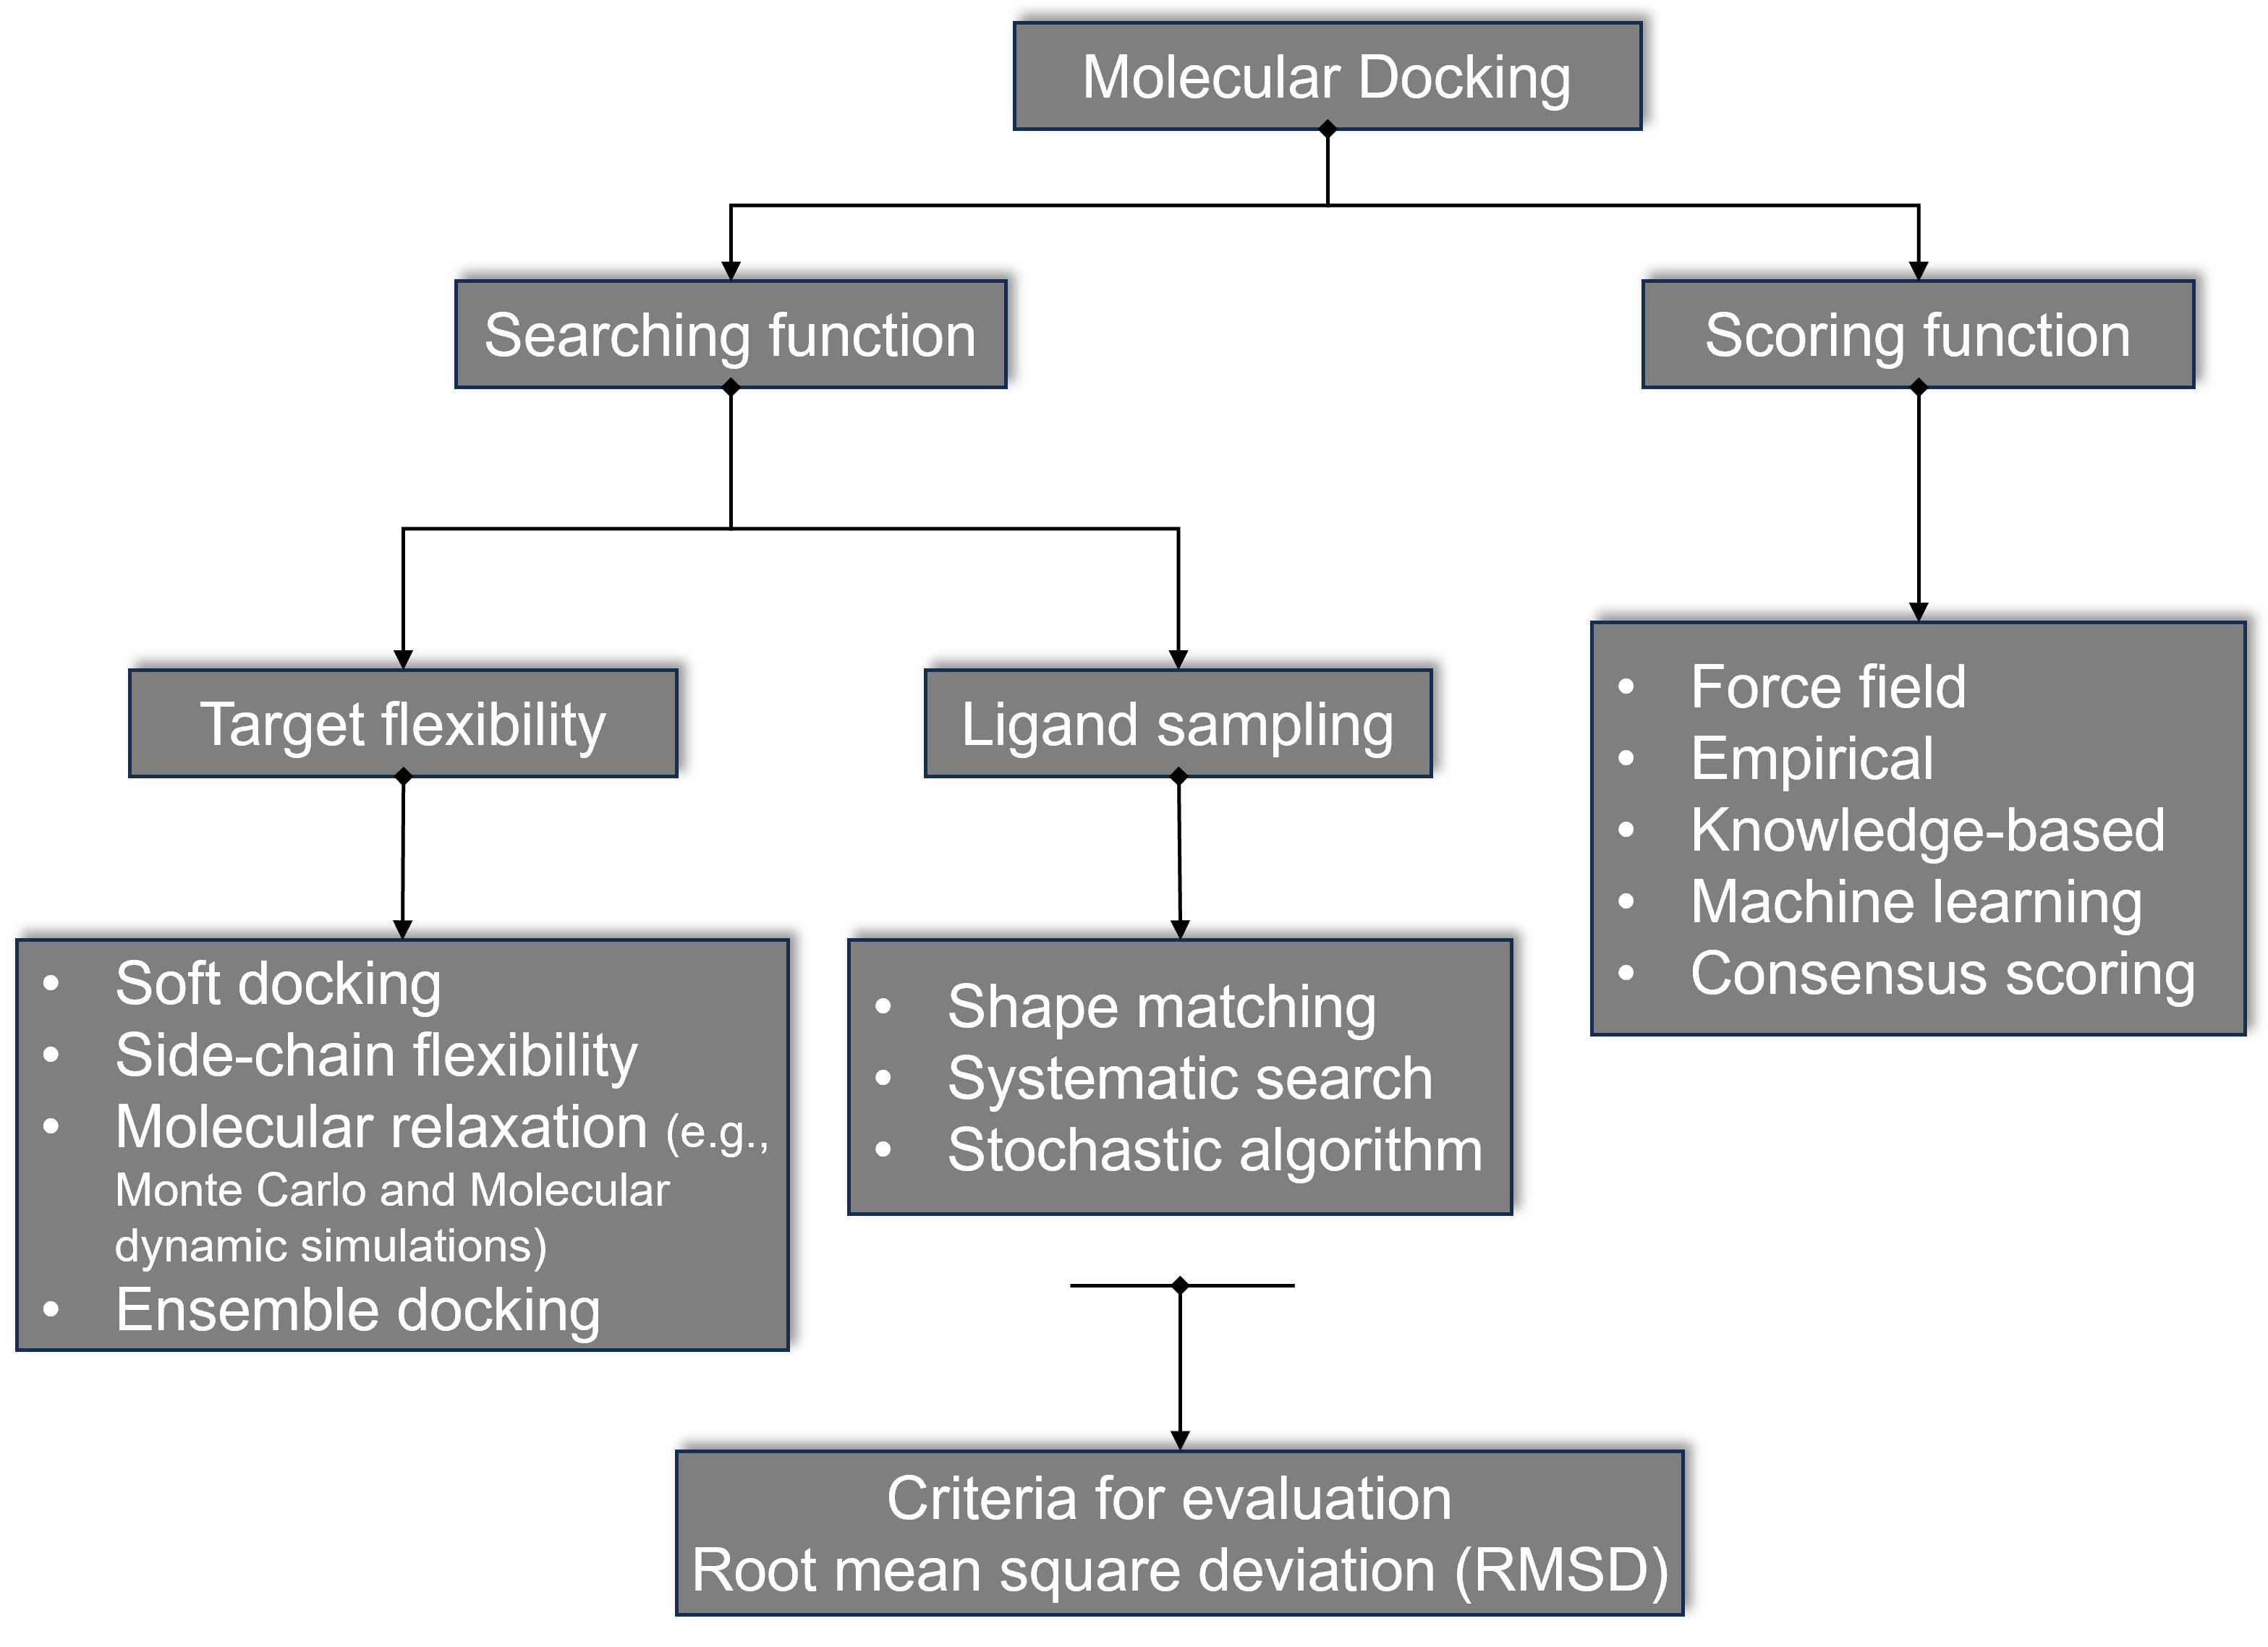 Molecular Docking
Searching function
Scoring function
Target flexibility
Ligand sampling
• Force field
• Empirical
• Knowledge-based
• Machine learning
• Consensus scoring
• Soft docking
• Side-chain flexibility
• Molecular relaxation (e.g.,
Monte Carlo and Molecular
dynamic simulations)
• Ensemble docking
• Shape matching
• Systematic search
• Stochastic algorithm
Criteria for evaluation
Root mean square deviation (RMSD)